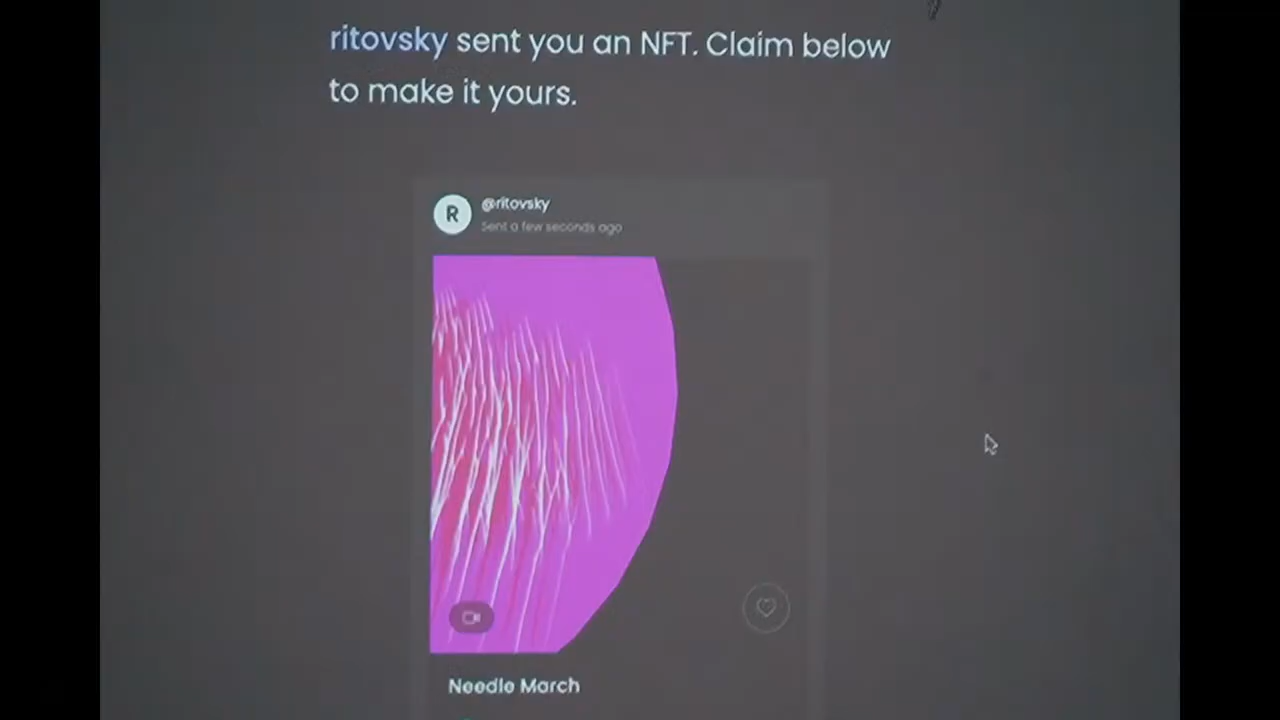 ritovsky sent you an NFT. Claim below
to make it yours.
R
@ritovsky
Sent a few seconds ago
Needle March